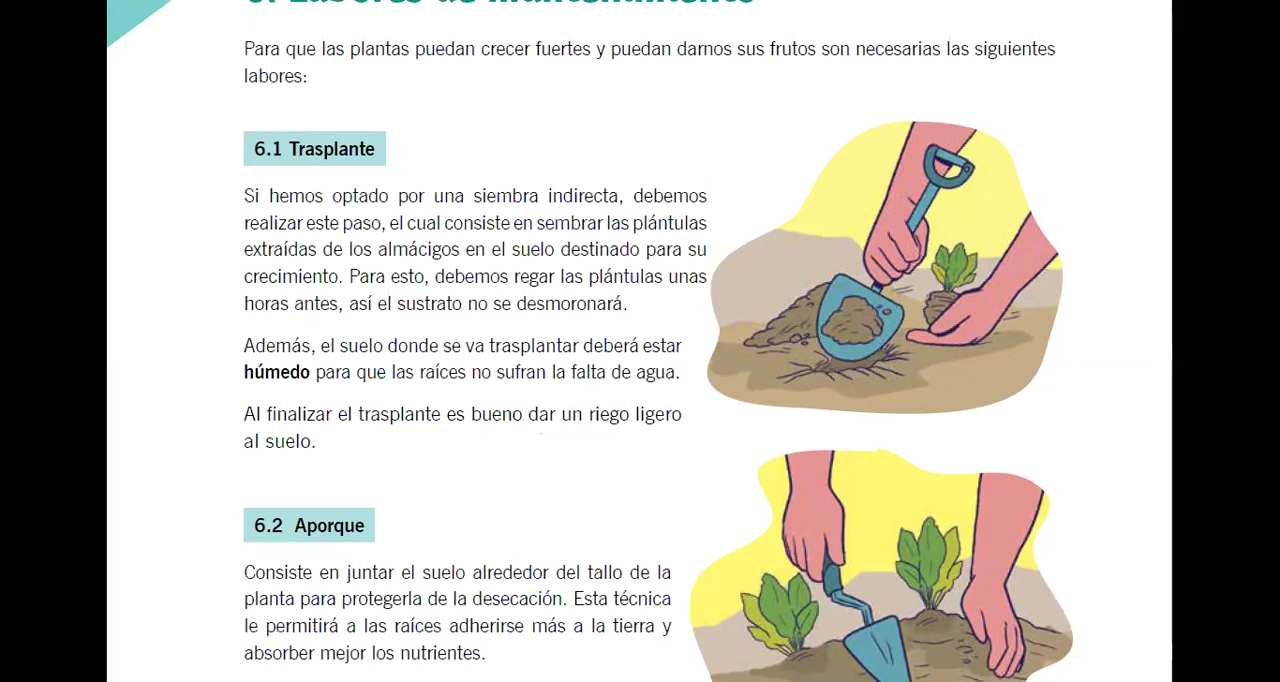 6. Labores de mantenimiento
Para que las plantas puedan crecer fuertes y puedan darnos sus frutos son necesarias las siguientes
labores:
6.1 Trasplante
Si hemos optado por una siembra indirecta, debemos
realizar este paso, el cual consiste en sembrar las plántulas
extraídas de los almácigos en el suelo destinado para su
crecimiento. Para esto, debemos regar las plántulas unas
horas antes, así el sustrato no se desmoronará.
Además, el suelo donde se va trasplantar deberá estar
húmedo para que las raíces no sufran la falta de agua.
Al finalizar el trasplante es bueno dar un riego ligero
al suelo.
6.2 Aporque
Consiste en juntar el suelo alrededor del tallo de la
planta para protegerla de la desecación. Esta técnica
le permitirá a las raíces adherirse más a la tierra y
absorber mejor los nutrientes.